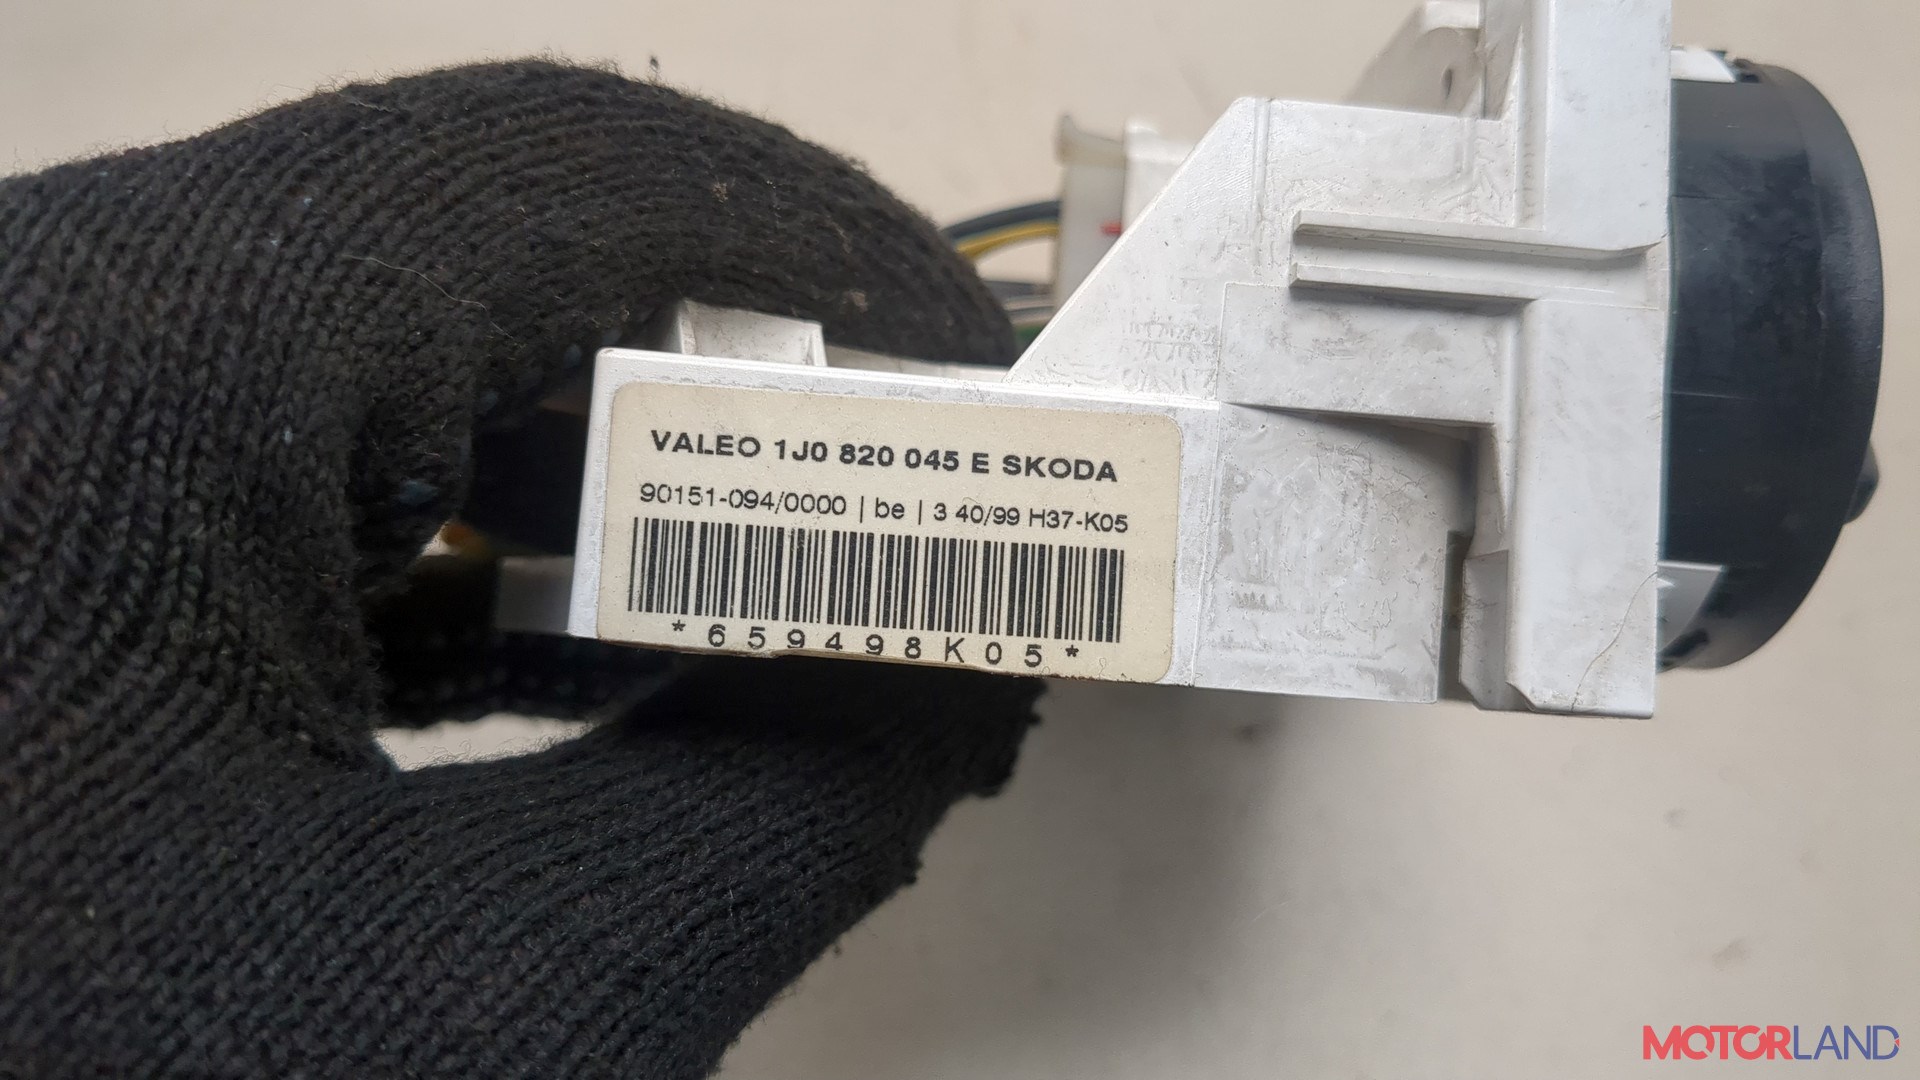 VALEO 1J0 820 045 E SKODA
90151-094/0000 | be | 3 40/99 H37-K05
*659498K05*
MOTORLAND